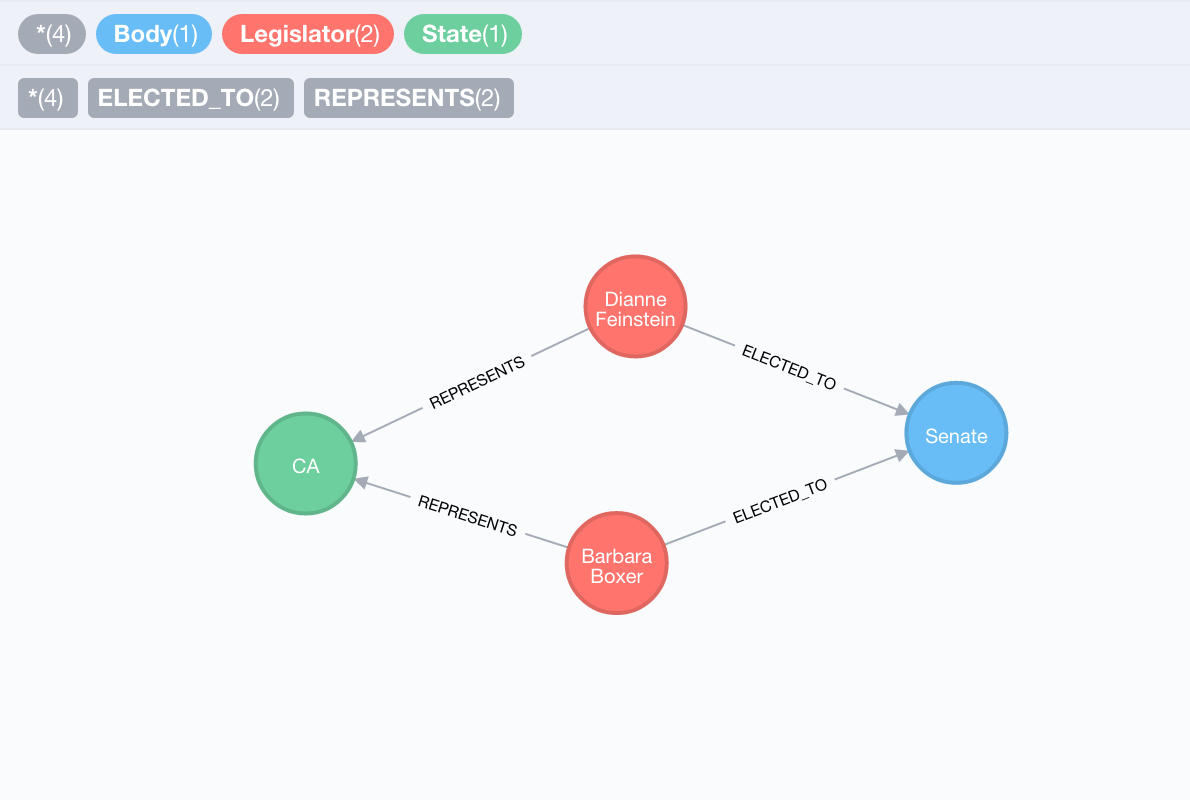 *(4) Body(1) Legislator(2) State(1)
*(4) ELECTED_TO(2) REPRESENTS(2)
Dianne
Feinstein
REPRESENTS
ELECTED_TO
Senate
CA
REPRESENTS
ELECTED_TO
Barbara
Boxer